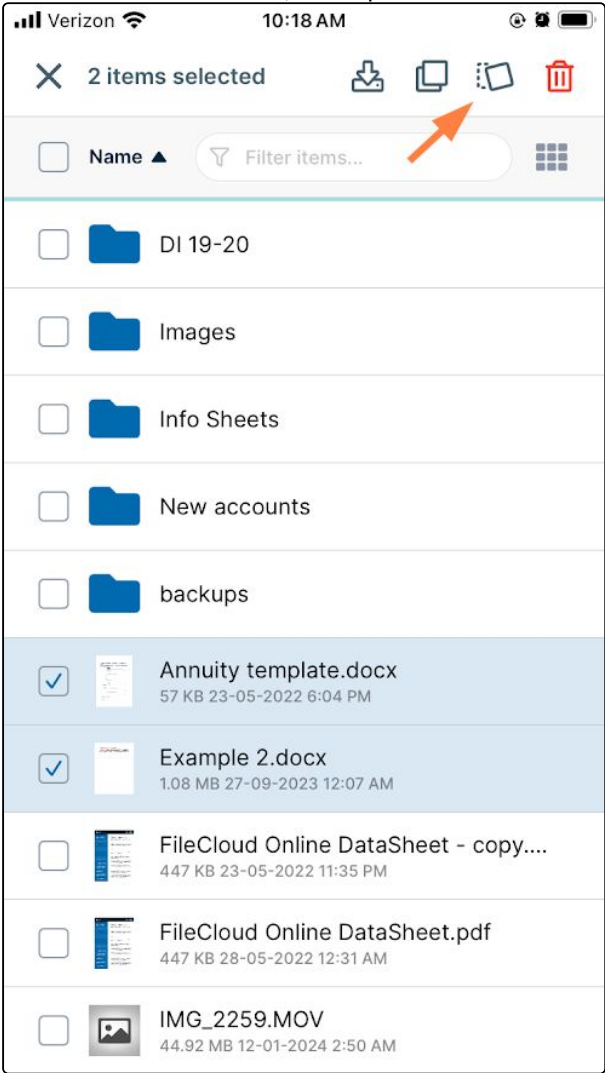 Verizon 10:18 AM
2 items selected
Name ▲ Filter items...
DI 19-20
Images
Info Sheets
New accounts
backups
Annuity template.docx
57 KB 23-05-2022 6:04 PM
Example 2.docx
1.08 MB 27-09-2023 12:07 AM
FileCloud Online DataSheet - copy....
447 KB 23-05-2022 11:35 PM
FileCloud Online DataSheet.pdf
447 KB 28-05-2022 12:31 AM
IMG_2259.MOV
44.92 MB 12-01-2024 2:50 AM